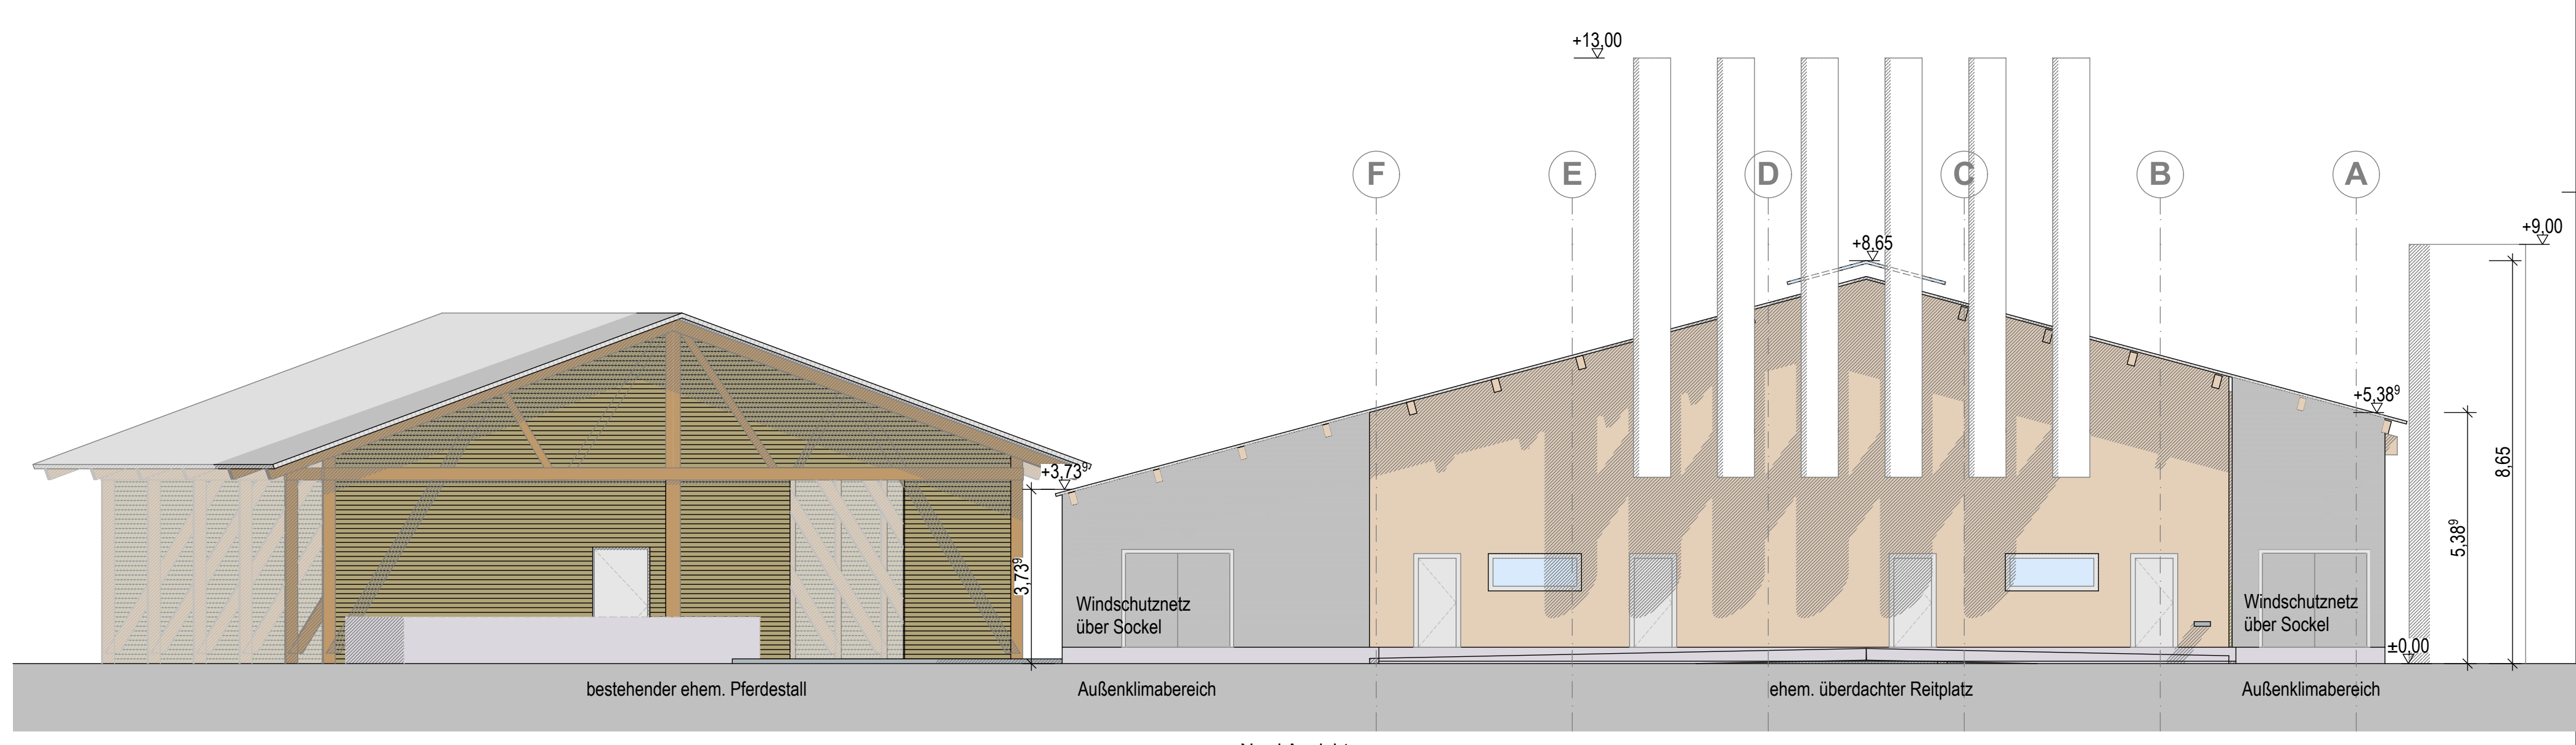 +13,00
F
E
D
C
B
A
+9,00
+8,65
+5,38⁹
+3,73⁹
8,65
5,38⁹
3,73⁹
Windschutznetz
über Sockel
Windschutznetz
über Sockel
±0,00
bestehender ehem. Pferdestall
Außenklimabereich
ehem. überdachter Reitplatz
Außenklimabereich